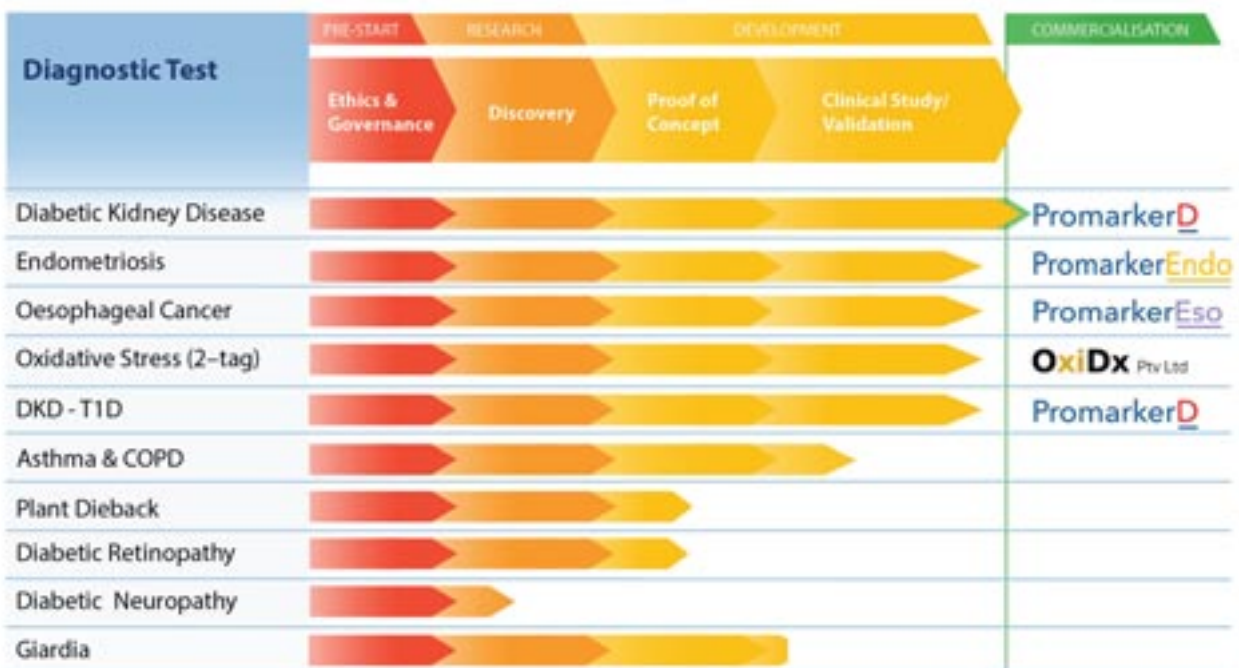 PRE-START RESEARCH DEVELOPMENT COMMERCIALISATION
Diagnostic Test
Ethics &
Governance
Discovery
Proof of
Concept
Clinical Study/
Validation
Diabetic Kidney Disease PromarkerD
Endometriosis PromarkerEndo
Oesophageal Cancer PromarkerEso
Oxidative Stress (2-tag) OxiDx Pty Ltd
DKD - T1D PromarkerD
Asthma & COPD
Plant Dieback
Diabetic Retinopathy
Diabetic Neuropathy
Giardia